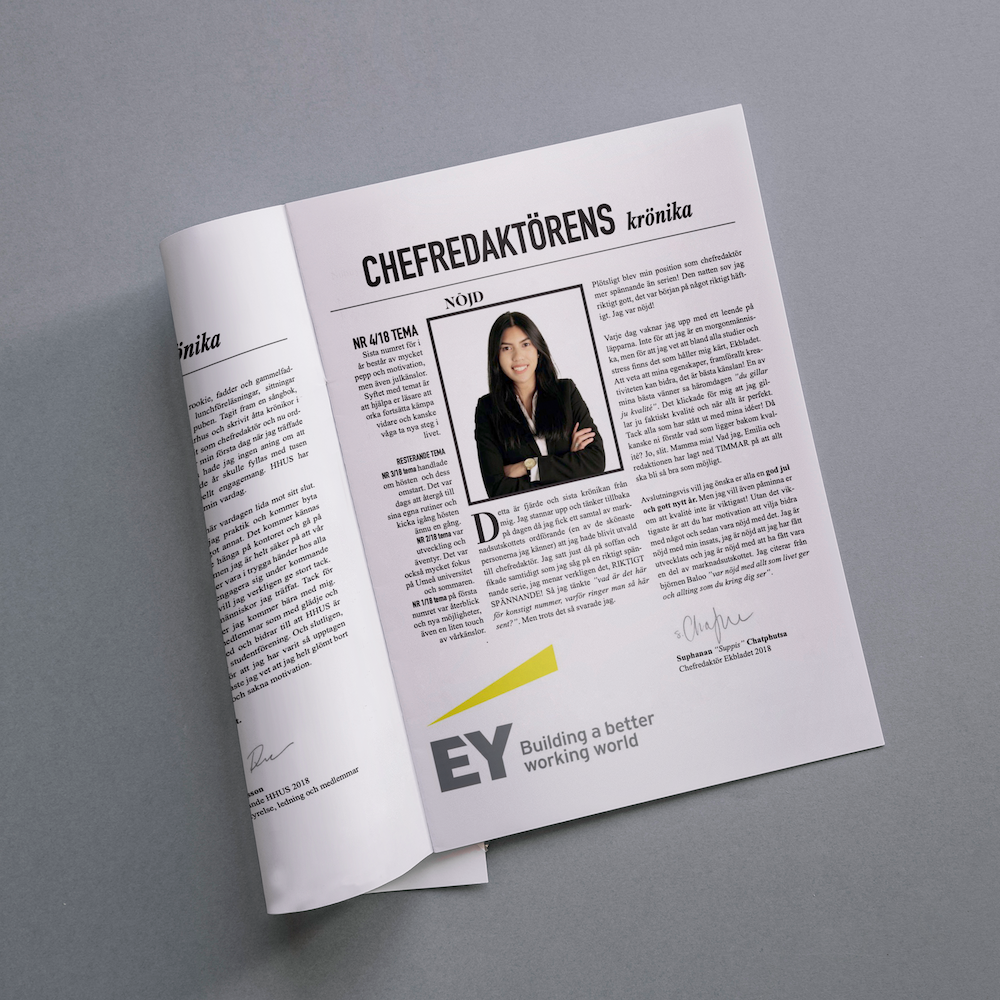 önika
rookie, fadder och gammelfad-
lunchföreläsningar, sittningar
puben. Tagit fram en sångbok,
rhus och skrivit åtta krönikor i
t som chefredaktör och nu ord-
min första dag när jag träffade
hade jag ingen aning om att
år skulle fyllas med tusen
ellt engagemang. HHUS har
min vardag.
här vardagen lida mot sitt slut.
ag praktik och kommer byta
ot annat. Det kommer kännas
hänga på kontoret och gå på
men jag är helt säker på att vår
er vara i trygga händer hos alla
engagera sig under kommande
vill jag verkligen ge stort tack.
människor jag träffat. Tack för
er jag kommer bära med mig.
medlemmar som med glädje och
ed och bidrar till att HHUS är
studentförening. Och slutligen,
ör att jag har varit så upptagen
aste jag vet att jag helt glömt bort
och sakna motivation.
t.
sson
ande HHUS 2018
tyrelse, ledning och medlemmar
CHEFREDAKTÖRENS krönika
NÖJD
NR 4/18 TEMA
Sista numret för i
år består av mycket
pepp och motivation,
men även julkänslor.
Syftet med temat är
att hjälpa er läsare att
orka fortsätta kämpa
vidare och kanske
våga ta nya steg i
livet.
RESTERANDE TEMA
NR 3/18 tema handlade
om hösten och dess
omstart. Det var
dags att återgå till
sina egna rutiner och
kicka igång hösten
ännu en gång.
NR 2/18 tema var
utveckling och
äventyr. Det var
också mycket fokus
på Umeå universitet
och sommaren.
NR 1/18 tema på första
numret var återblick
och nya möjligheter,
även en liten touch
av vårkänslor.
Detta är fjärde och sista krönikan från
mig. Jag stannar upp och tänker tillbaka
på dagen då jag fick ett samtal av mark-
nadsutskottets ordförande (en av de skönaste
personerna jag känner) att jag hade blivit utvald
till chefredaktör. Jag satt just då på soffan och
fikade samtidigt som jag såg på en riktigt spän-
nande serie, jag menar verkligen det, RIKTIGT
SPÄNNANDE! Så jag tänkte "vad är det här
för konstigt nummer, varför ringer man så här
sent?". Men trots det så svarade jag.
Plötsligt blev min position som chefredaktör
mer spännande än serien! Den natten sov jag
riktigt gott, det var början på något riktigt häft-
igt. Jag var nöjd!
Varje dag vaknar jag upp med ett leende på
läpparna. Inte för att jag är en morgonmännis-
ka, men för att jag vet att bland alla studier och
stress finns det som håller mig kärt, Ekbladet.
Att veta att mina egenskaper, framförallt krea-
tiviteten kan bidra, det är bästa känslan! En av
mina bästa vänner sa häromdagen "du gillar
ju kvalité". Det klickade för mig att jag gil-
lar ju faktiskt kvalité och när allt är perfekt.
Tack alla som har stått ut med mina idéer! Då
kanske ni förstår vad som ligger bakom kval-
ité? Jo, slit. Mamma mia! Vad jag, Emilia och
redaktionen har lagt ned TIMMAR på att allt
ska bli så bra som möjligt.
Avslutningsvis vill jag önska er alla en god jul
och gott nytt år. Men jag vill även påminna er
om att kvalité inte är viktigast! Utan det vik-
tigaste är att du har motivation att vilja bidra
med något och sedan vara nöjd med det. Jag är
nöjd med min insats, jag är nöjd att jag har fått
utvecklats och jag är nöjd med att ha fått vara
en del av marknadsutskottet. Jag citerar från
björnen Baloo "var nöjd med allt som livet ger
och allting som du kring dig ser".
Suphanan "Suppis" Chatphutsa
Chefredaktör Ekbladet 2018
EY Building a better
working world